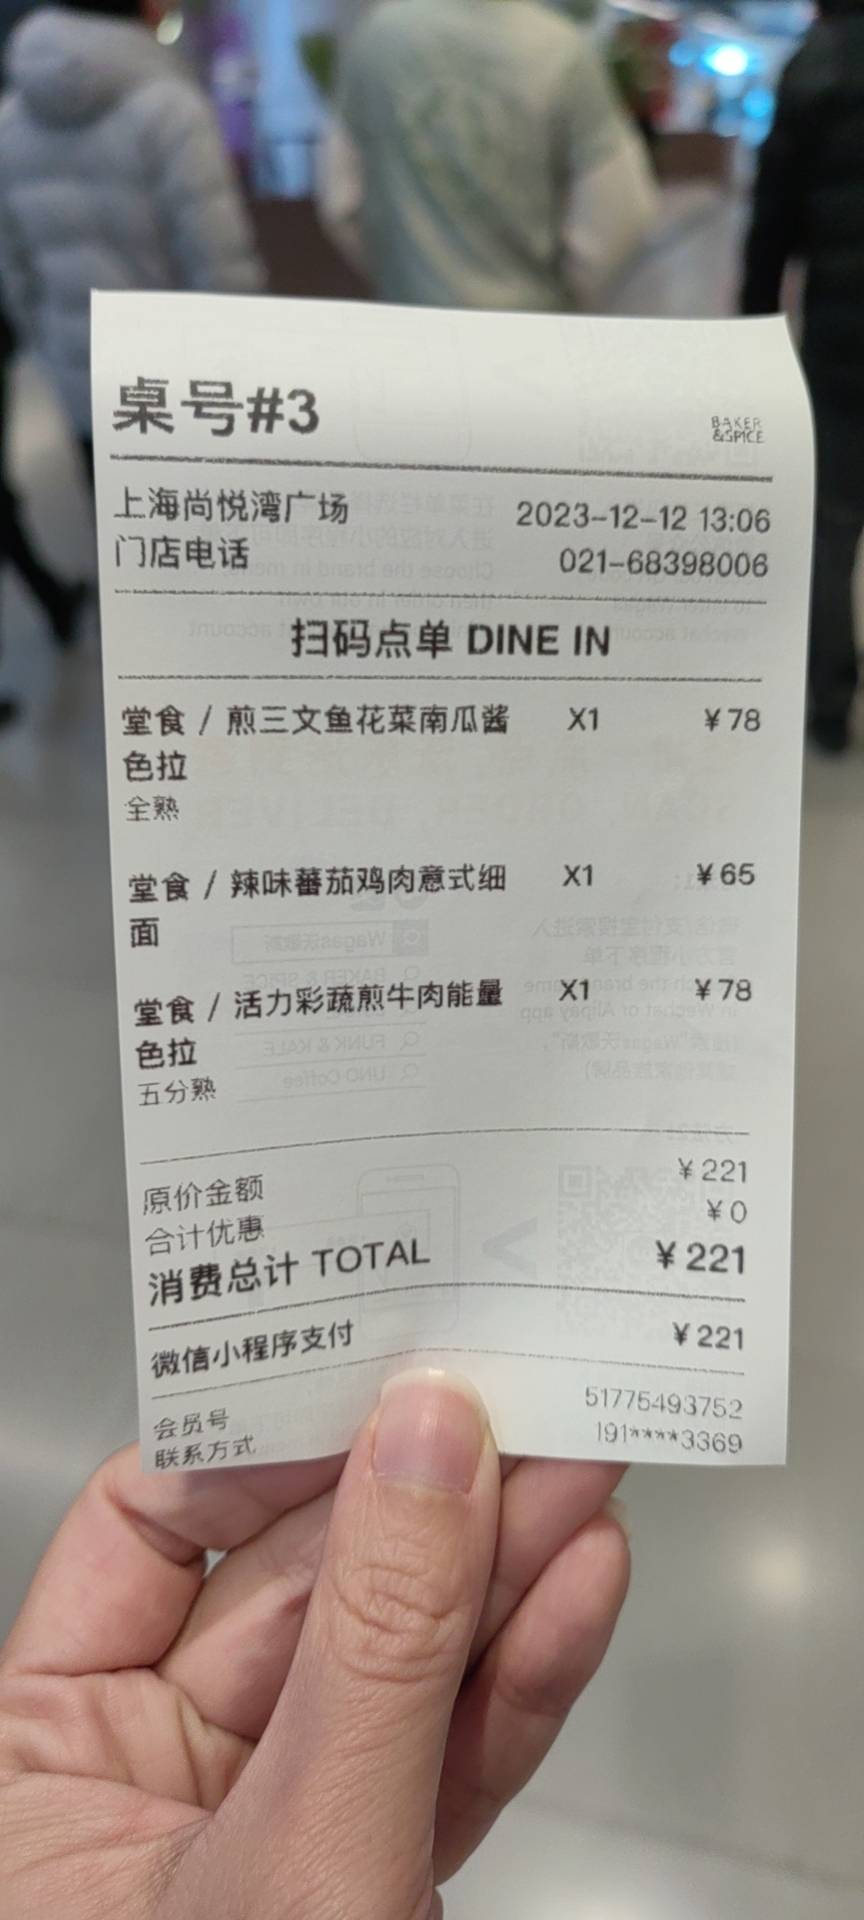 桌号#3
BAKER
&SPICE
上海尚悦湾广场 2023-12-12 13:06
门店电话 021-68398006
扫码点单 DINE IN
堂食 / 煎三文鱼花菜南瓜酱 X1 ¥78
色拉
全熟
堂食 / 辣味蕃茄鸡肉意式细 X1 ¥65
面
堂食 / 活力彩蔬煎牛肉能量 X1 ¥78
色拉
五分熟
原价金额 ¥221
合计优惠 ¥0
消费总计 TOTAL ¥221
微信小程序支付 ¥221
会员号 51775493752
联系方式 191****3369